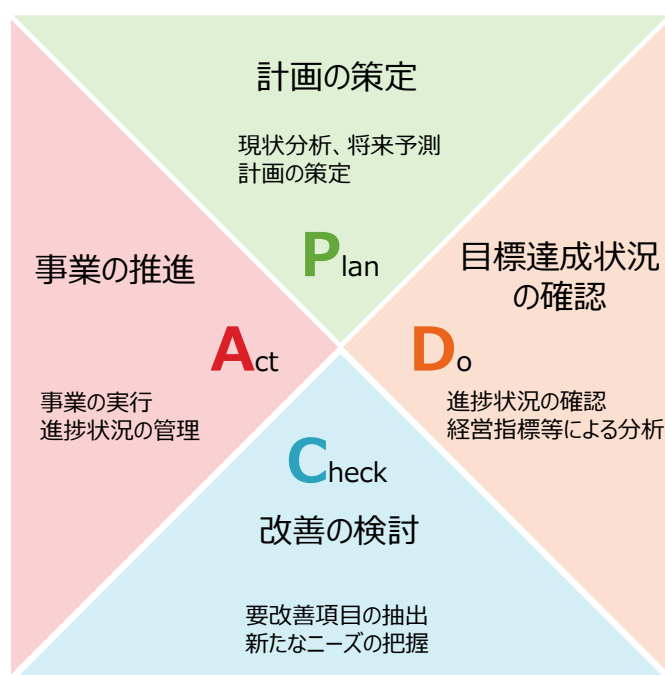 計画の策定
現状分析、将来予測
計画の策定
Plan
事業の推進
Act
事業の実行
進捗状況の管理
目標達成状況
の確認
Do
進捗状況の確認
経営指標等による分析
Check
改善の検討
要改善項目の抽出
新たなニーズの把握